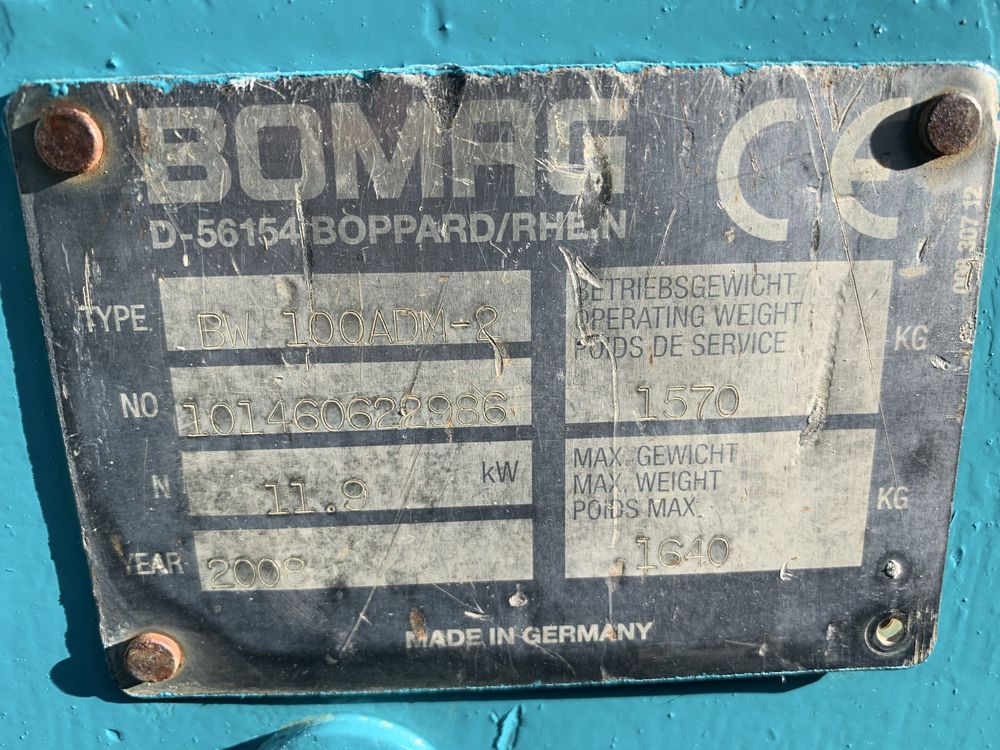 BOMAG CE
D-56154 BOPPARD/RHEIN
TYPE BW 100ADM-2
NO 101460622986
N 11.9 kW
YEAR 2008
BETRIEBSGEWICHT
OPERATING WEIGHT
POIDS DE SERVICE
1570 KG
MAX. GEWICHT
MAX. WEIGHT
POIDS MAX.
1640 KG
MADE IN GERMANY